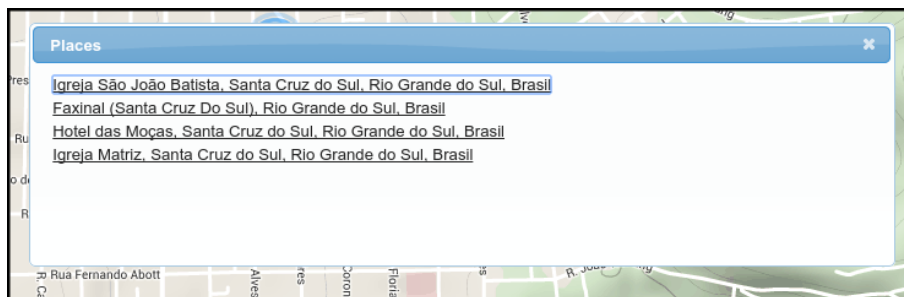 Places
Igreja São João Batista, Santa Cruz do Sul, Rio Grande do Sul, Brasil
Faxinal (Santa Cruz Do Sul), Rio Grande do Sul, Brasil
Hotel das Moças, Santa Cruz do Sul, Rio Grande do Sul, Brasil
Igreja Matriz, Santa Cruz do Sul, Rio Grande do Sul, Brasil
Rua Fernando Abott